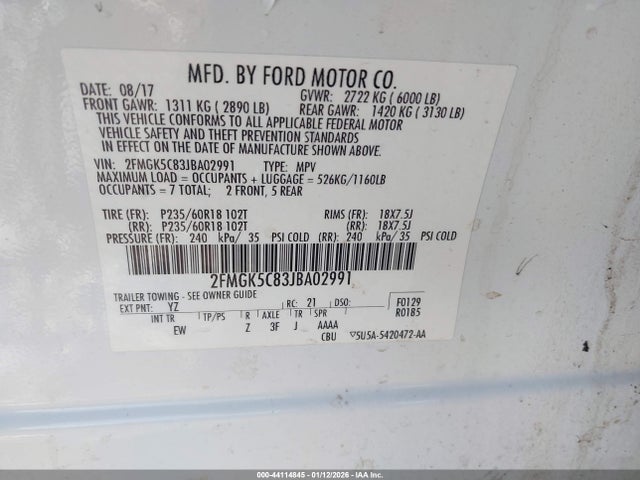 MFD. BY FORD MOTOR CO.
DATE: 08/17 GVWR: 2722 KG ( 6000 LB)
FRONT GAWR: 1311 KG ( 2890 LB) REAR GAWR: 1420 KG ( 3130 LB)
THIS VEHICLE CONFORMS TO ALL APPLICABLE FEDERAL MOTOR
VEHICLE SAFETY AND THEFT PREVENTION STANDARDS
IN EFFECT ON THE DATE OF MANUFACTURE SHOWN ABOVE.
VIN: 2FMGK5C83JBA02991 TYPE: MPV
MAXIMUM LOAD = OCCUPANTS + LUGGAGE = 526KG/1160LB
OCCUPANTS = 7 TOTAL: 2 FRONT, 5 REAR
TIRE (FR): P235/60R18 102T RIMS (FR): 18X7.5J
(RR): P235/60R18 102T (RR): 18X7.5J
PRESSURE (FR): 240 kPa/ 35 PSI COLD (RR): 240 kPa/ 35 PSI COLD
2FMGK5C83JBA02991
TRAILER TOWING - SEE OWNER GUIDE
EXT PNT: YZ RC: 21 DSO: F0129
INT TR TP/PS R AXLE TR SPR R0185
EW Z 3F J AAAA
CBU 5U5A-5420472-AA
000-44114845 - 01/12/2026 - IAAI.COM